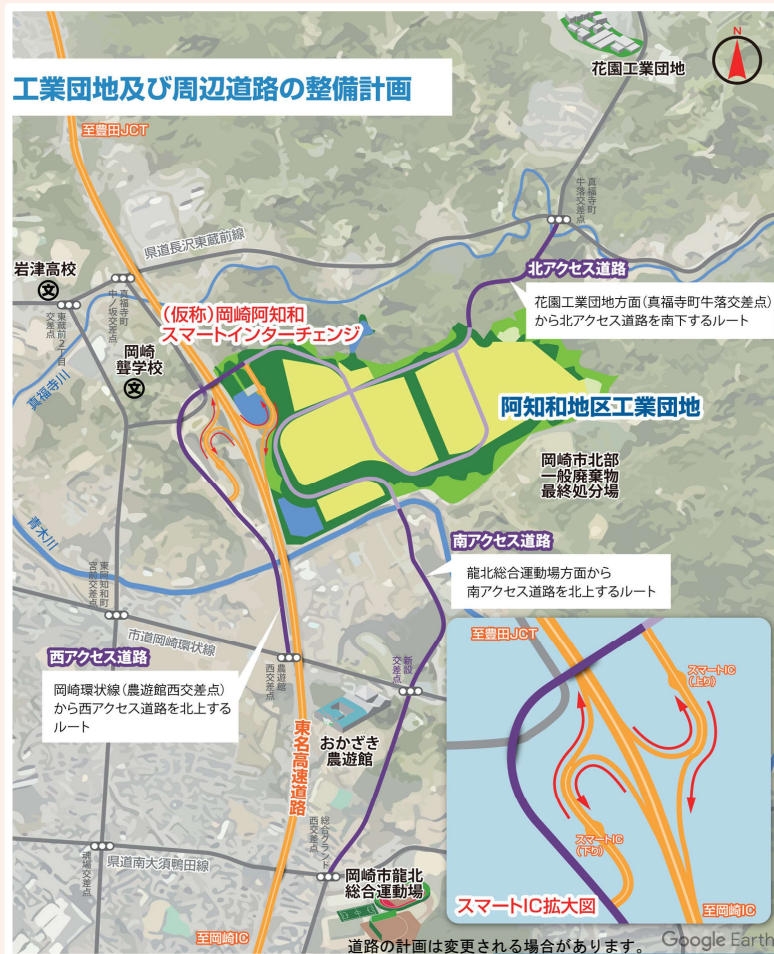 花園工業団地
N
工業団地及び周辺道路の整備計画
至豊田JCT
真福寺町
牛落交差点
県道長沢東蔵前線
岩津高校
文
北アクセス道路
花園工業団地方面(真福寺町牛落交差点)
から北アクセス道路を南下するルート
真福寺町
中ノ坂交差点
東蔵前2丁目
交差点
(仮称)岡崎阿知和
スマートインターチェンジ
岡崎
聾学校
文
真福寺川
阿知和地区工業団地
岡崎市北部
一般廃棄物
最終処分場
青木川
南アクセス道路
龍北総合運動場方面から
南アクセス道路を北上するルート
東阿知和町
宮前交差点
市道岡崎環状線
西アクセス道路
岡崎環状線(農遊館西交差点)
から西アクセス道路を北上する
ルート
農遊館
西交差点
新設
交差点
おかざき
農遊館
東名高速道路
総合グランド
西交差点
県道南大須鴨田線
岡崎市龍北
総合運動場
至岡崎IC
至豊田JCT
スマートIC
(上り)
スマートIC
(下り)
スマートIC拡大図
至岡崎IC
道路の計画は変更される場合があります。
Google Earth